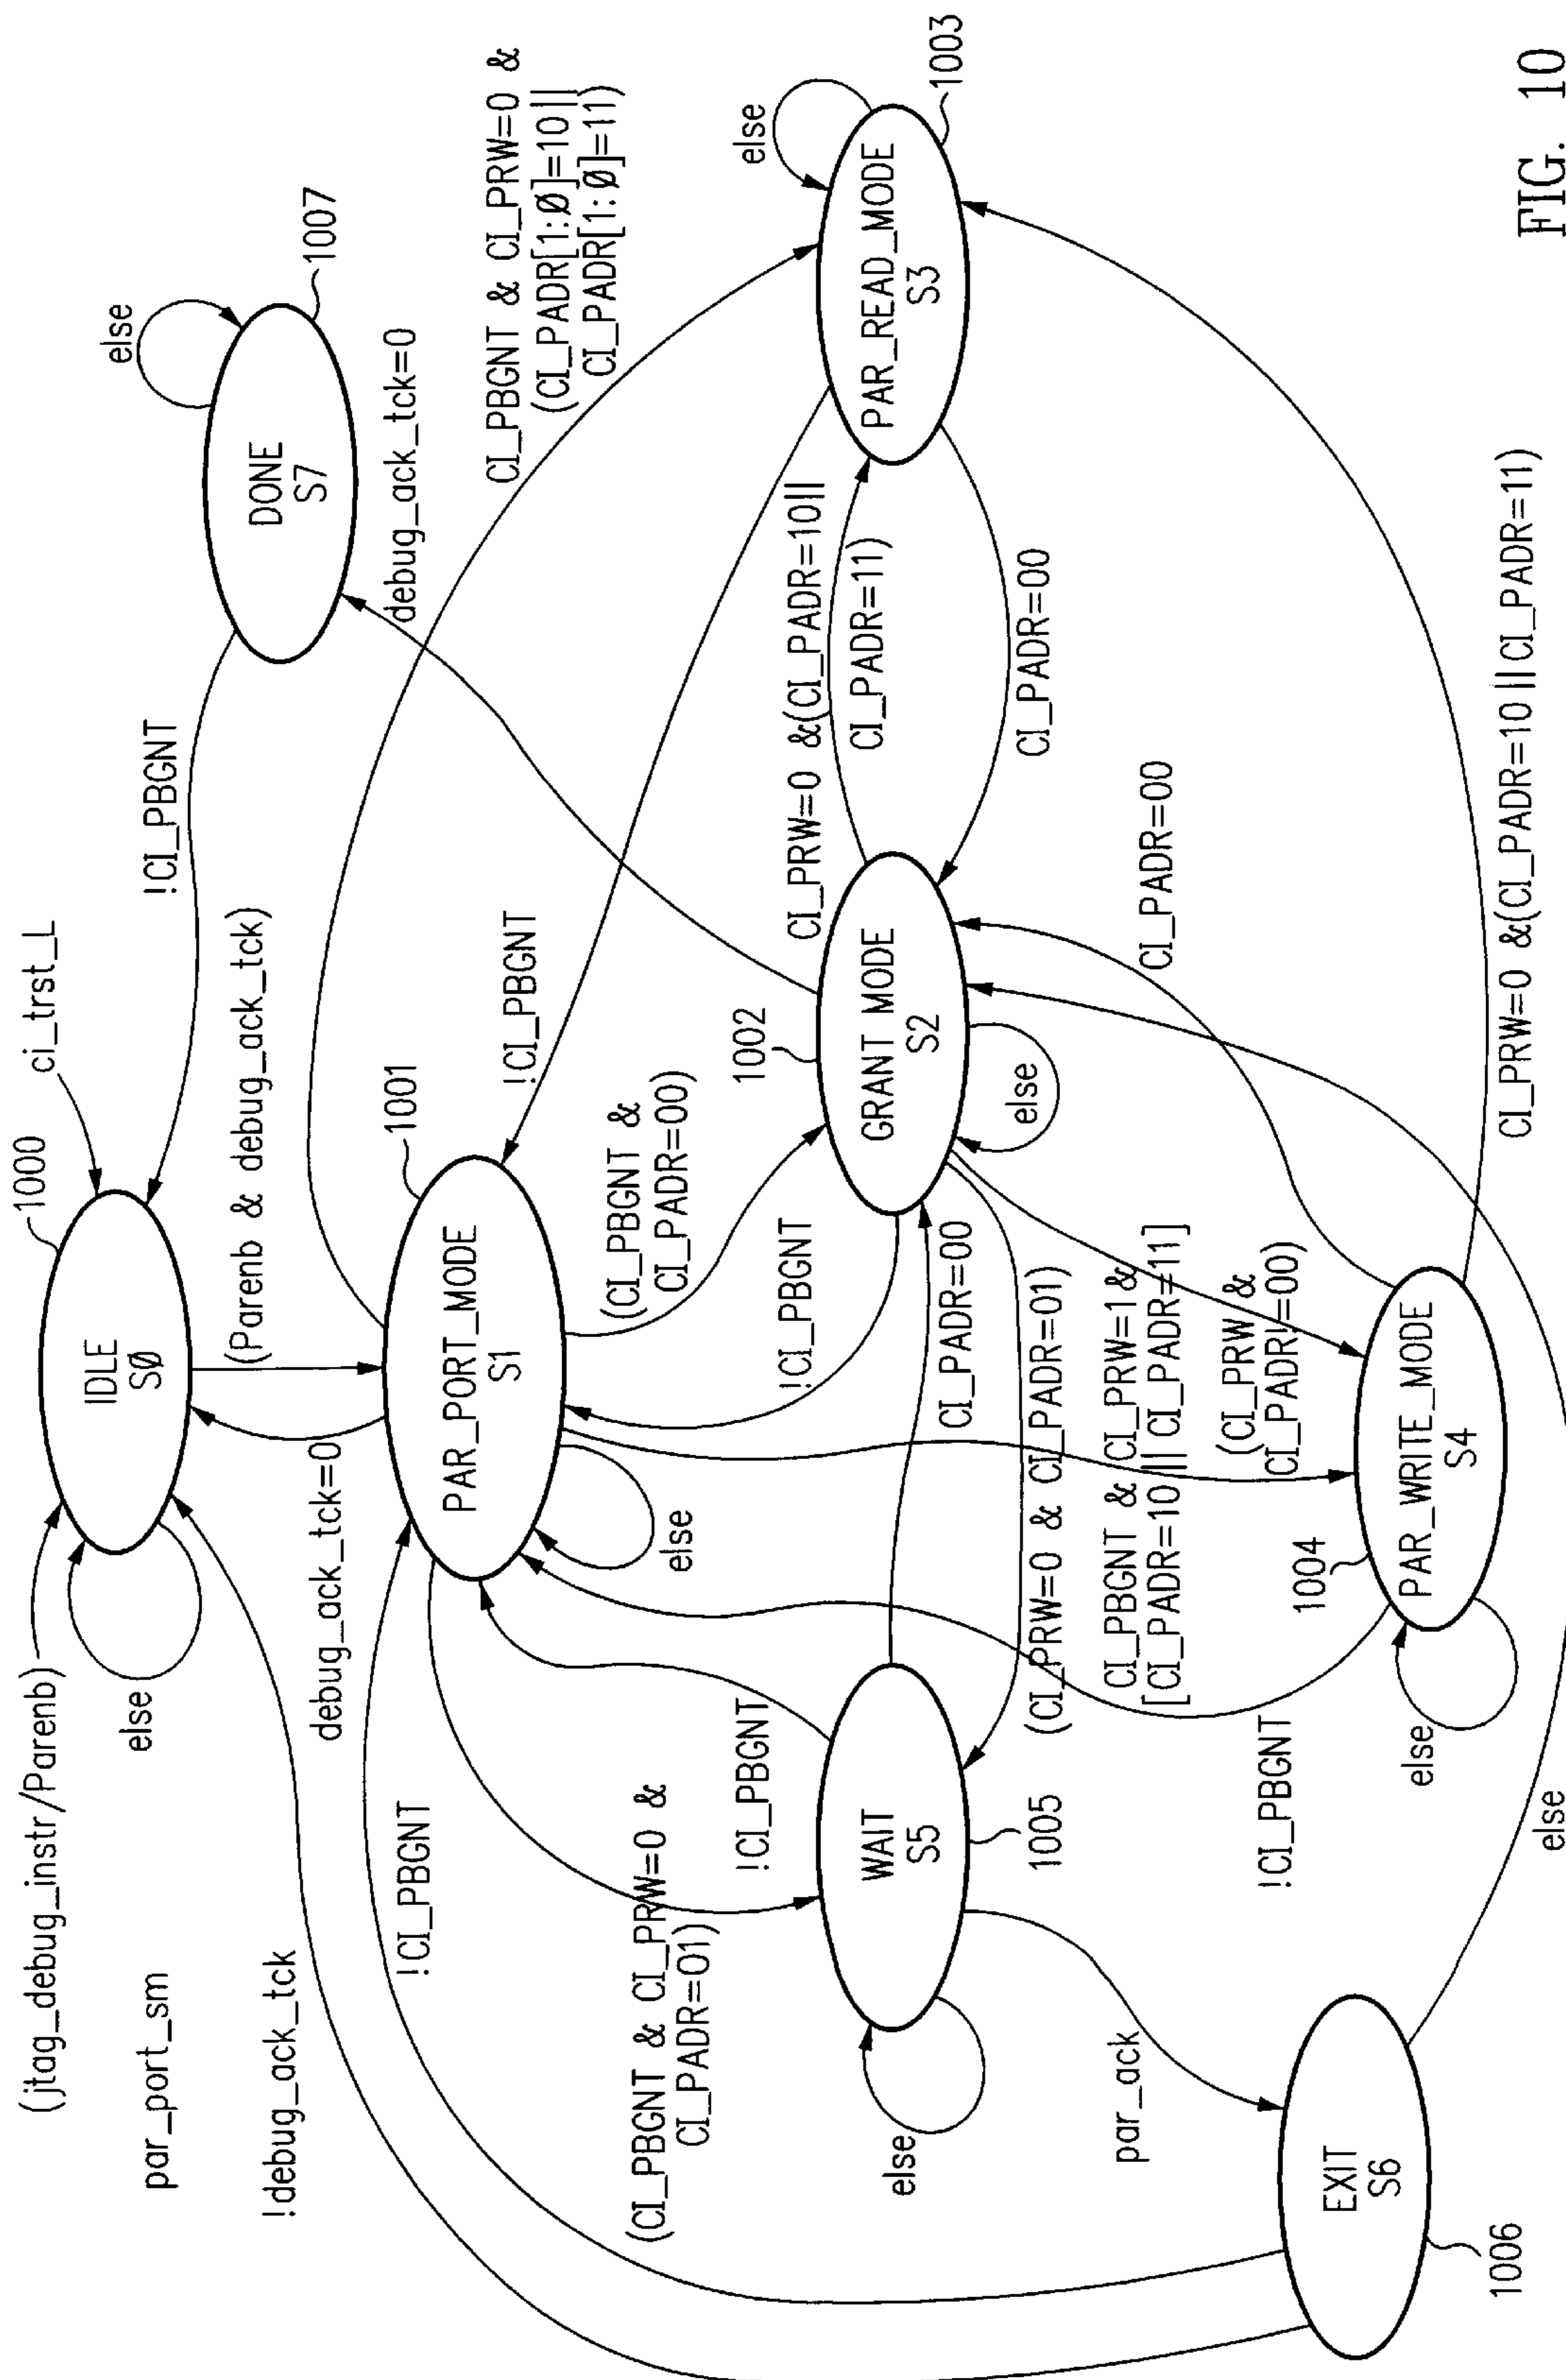 (jtag_debug_instr/Parenb)
par_port_sm
!debug_ack_tck
else
IDLE
SØ
1000
ci_trst_L
!CI_PBGNT
DONE
S7
else
1007
debug_ack_tck=0
(Parenb & debug_ack_tck)
debug_ack_tck=0
CI_PBGNT & CI_PRW=0 &
(CI_PADR[1:Ø]=10||
CI_PADR[1:Ø]=11)
!CI_PBGNT
PAR_PORT_MODE
S1
1001
else
!CI_PBGNT
(CI_PBGNT &
CI_PADR=00)
!CI_PBGNT
(CI_PBGNT & CI_PRW=0 &
CI_PADR=01)
!CI_PBGNT
WAIT
S5
1005
else
CI_PADR=00
(CI_PRW=0 & CI_PADR=01)
GRANT MODE
S2
1002
else
CI_PRW=0 &(CI_PADR=10||
CI_PADR=11)
CI_PADR=00
PAR_READ_MODE
S3
else
1003
CI_PBGNT & CI_PRW=1 &
[CI_PADR=10 || CI_PADR=11]
(CI_PRW &
CI_PADR!=00)
CI_PADR=00
par_ack
EXIT
S6
1006
!CI_PBGNT
else
PAR_WRITE_MODE
S4
1004
else
CI_PRW=0 &(CI_PADR=10 || CI_PADR=11)
FIG. 10